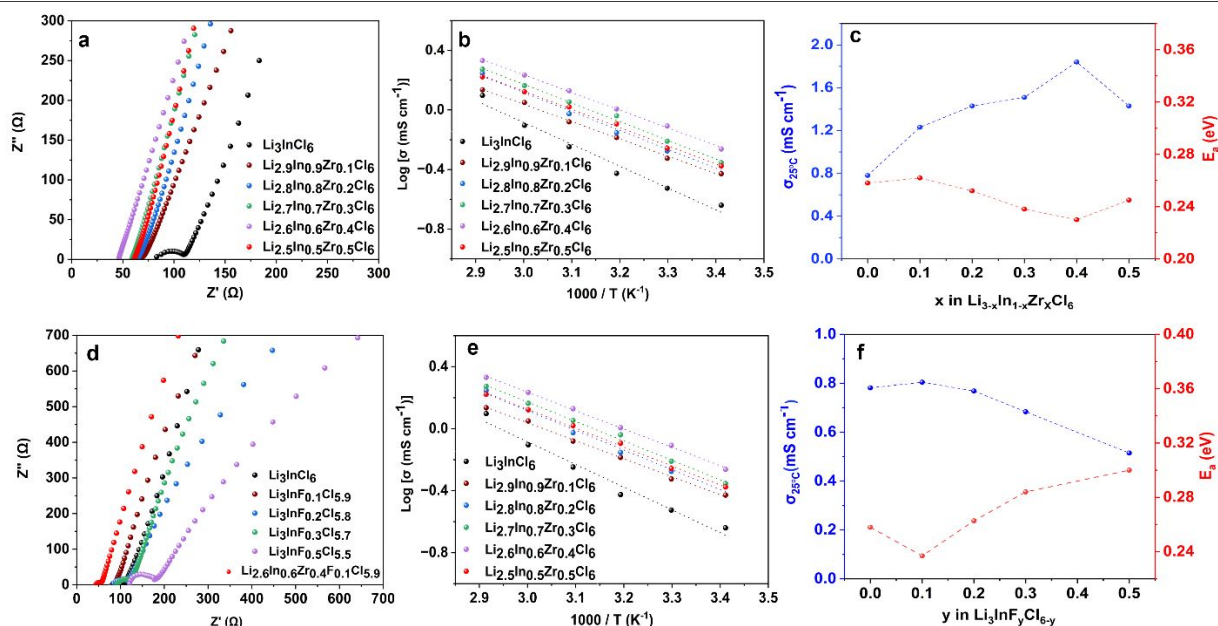 a
Z'' (Ω)
300
250
200
150
100
50
0
0
50
100
150
200
250
300
Z' (Ω)
Li3InCl6
Li2.9In0.9Zr0.1Cl6
Li2.8In0.8Zr0.2Cl6
Li2.7In0.7Zr0.3Cl6
Li2.6In0.6Zr0.4Cl6
Li2.5In0.5Zr0.5Cl6
b
Log [σ (mS cm⁻¹)]
0.4
0.0
−0.4
−0.8
2.9
3.0
3.1
3.2
3.3
3.4
3.5
1000 / T (K⁻¹)
Li3InCl6
Li2.9In0.9Zr0.1Cl6
Li2.8In0.8Zr0.2Cl6
Li2.7In0.7Zr0.3Cl6
Li2.6In0.6Zr0.4Cl6
Li2.5In0.5Zr0.5Cl6
c
σ25°C (mS cm⁻¹)
2.0
1.6
1.2
0.8
0.4
0.0
0.0
0.1
0.2
0.3
0.4
0.5
x in Li3-xIn1-xZrXCl6
0.36
0.32
0.28
0.24
0.20
Ea (eV)
d
Z'' (Ω)
700
600
500
400
300
200
100
0
0
100
200
300
400
500
600
700
Z' (Ω)
Li3InCl6
Li3InF0.1Cl5.9
Li3InF0.2Cl5.8
Li3InF0.3Cl5.7
Li3InF0.5Cl5.5
Li2.6In0.6Zr0.4F0.1Cl5.9
e
Log [σ (mS cm⁻¹)]
0.4
0.0
−0.4
−0.8
2.9
3.0
3.1
3.2
3.3
3.4
3.5
1000 / T (K⁻¹)
Li3InCl6
Li2.9In0.9Zr0.1Cl6
Li2.8In0.8Zr0.2Cl6
Li2.7In0.7Zr0.3Cl6
Li2.6In0.6Zr0.4Cl6
Li2.5In0.5Zr0.5Cl6
f
σ25°C(mS cm⁻¹)
1.0
0.8
0.6
0.4
0.2
0.0
0.0
0.1
0.2
0.3
0.4
0.5
y in Li3InFyCl6-y
0.40
0.36
0.32
0.28
0.24
Ea (eV)